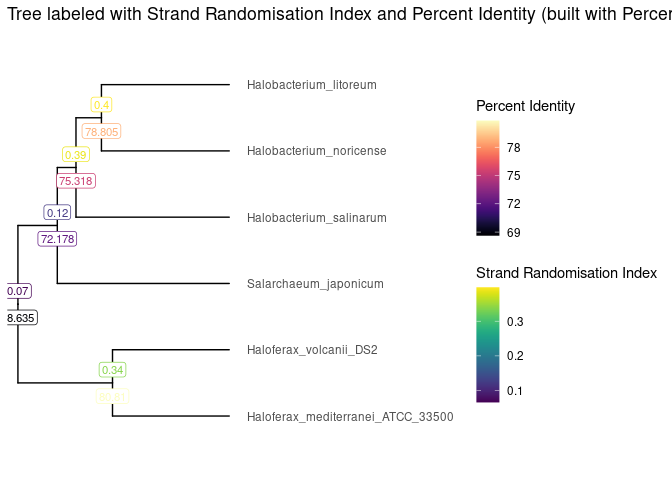 Tree labeled with Strand Randomisation Index and Percent Identity (built with Percer
Halobacterium_litoreum
0.4
Percent Identity
78.805
78
Halobacterium_noricense
0.39
75
75.318
72
0.12
Halobacterium_salinarum
69
72.178
Strand Randomisation Index
Salarchaeum_japonicum
0.07
8.635
0.3
Haloferax_volcanii_DS2
0.2
0.34
0.1
Haloferax_mediterranei_ATCC_33500